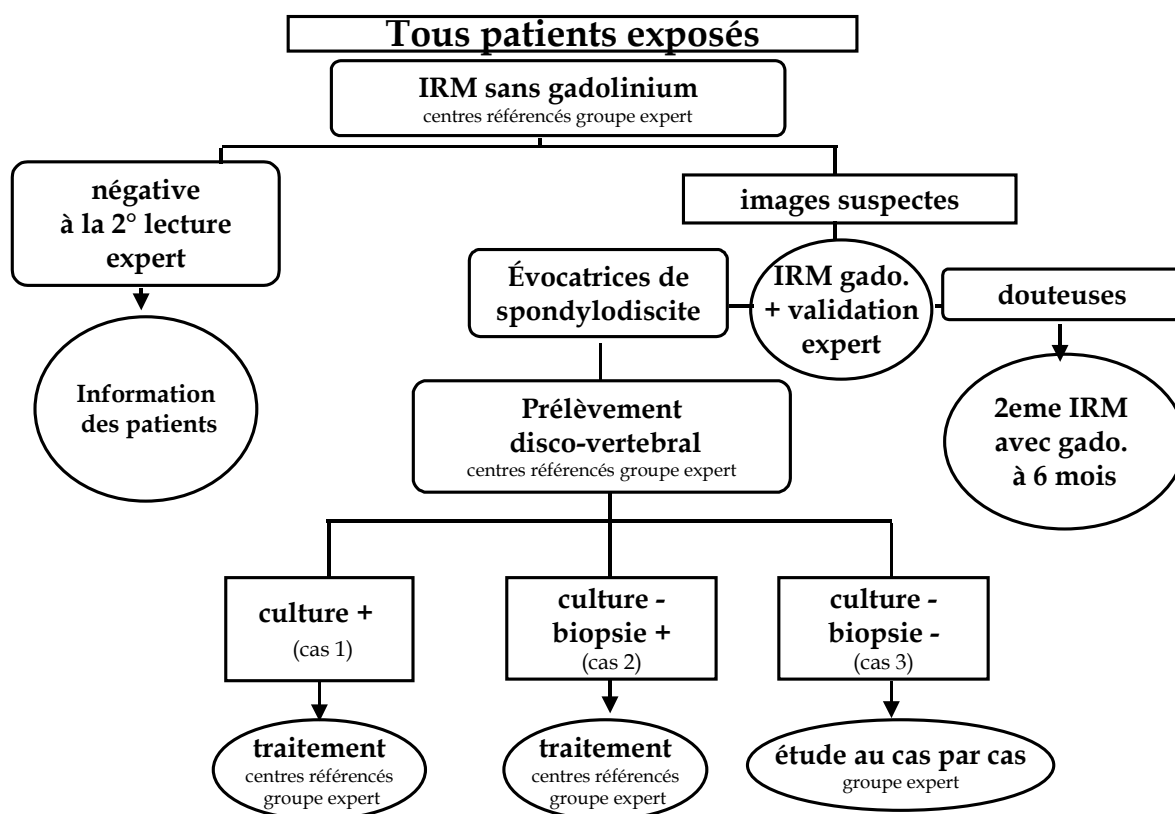 Tous patients exposés
IRM sans gadolinium
centres référencés groupe expert
négative
à la 2° lecture
expert
images suspectes
Évocatrices de
spondylodiscite
IRM gado.
+ validation
expert
douteuses
Information
des patients
Prélèvement
disco-vertebral
centres référencés groupe expert
2eme IRM
avec gado.
à 6 mois
culture +
(cas 1)
culture -
biopsie +
(cas 2)
culture -
biopsie -
(cas 3)
traitement
centres référencés
groupe expert
traitement
centres référencés
groupe expert
étude au cas par cas
groupe expert